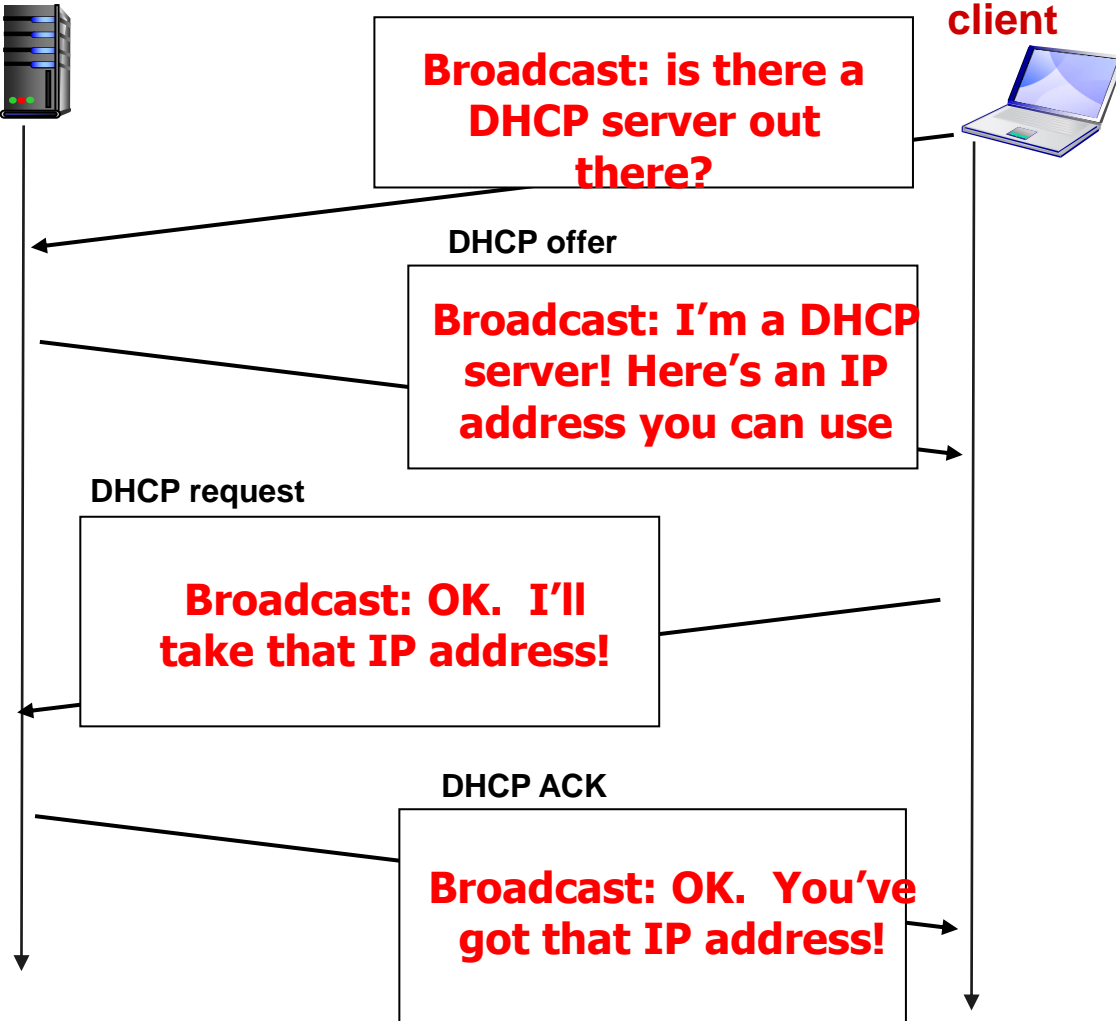 client
Broadcast: is there a
DHCP server out
there?
DHCP offer
Broadcast: I’m a DHCP
server! Here’s an IP
address you can use
DHCP request
Broadcast: OK.  I’ll
take that IP address!
DHCP ACK
Broadcast: OK.  You’ve
got that IP address!